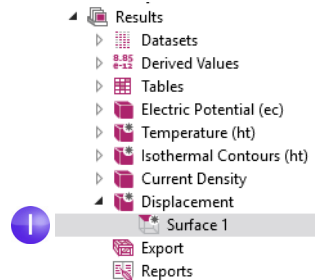 Results
Datasets
8.85
e-12 Derived Values
Tables
Electric Potential (ec)
Temperature (ht)
Isothermal Contours (ht)
Current Density
Displacement
1 Surface 1
Export
Reports